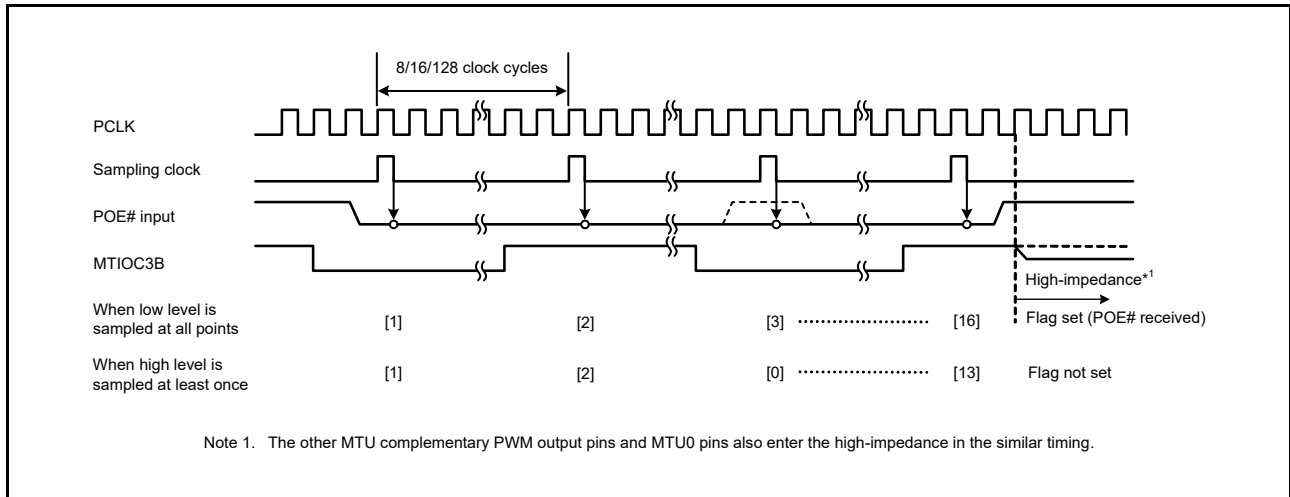 8/16/128 clock cycles
PCLK
Sampling clock
POE# input
MTIOC3B
High-impedance*1
When low level is
sampled at all points
[1] [2] [3] ...................... [16] Flag set (POE# received)
When high level is
sampled at least once
[1] [2] [0] ...................... [13] Flag not set
Note 1. The other MTU complementary PWM output pins and MTU0 pins also enter the high-impedance in the similar timing.